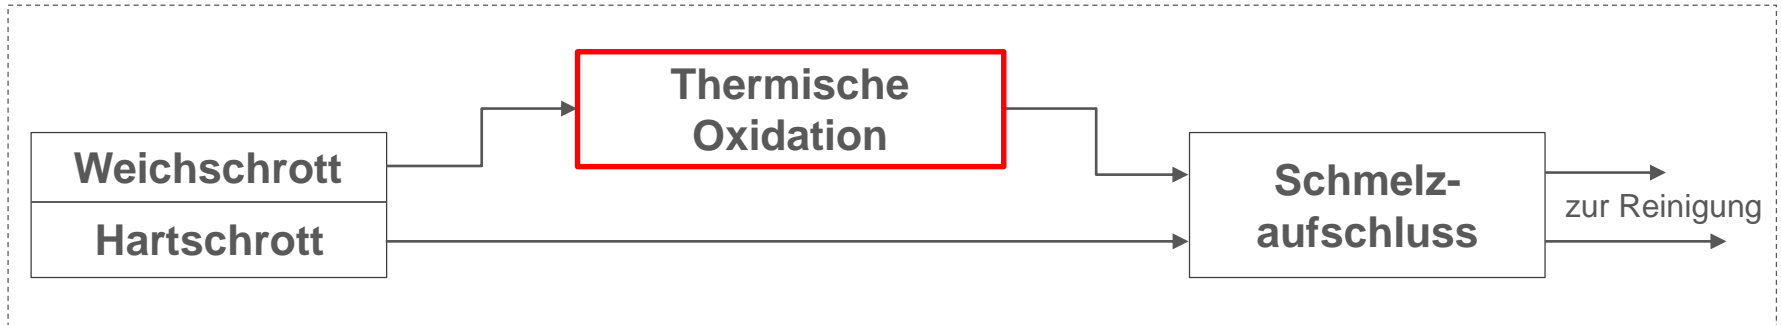 Thermische
Oxidation
Weichschrott
Hartschrott
Schmelz-
aufschluss
zur Reinigung